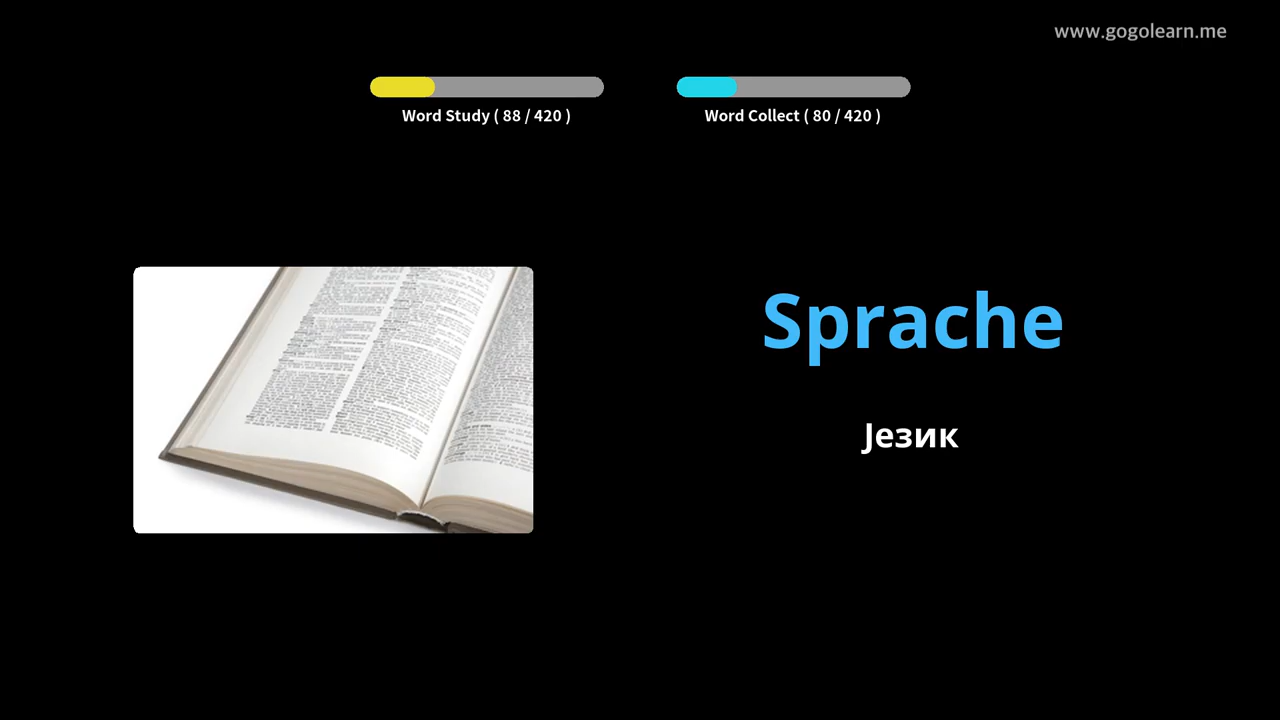 www.gogolearn.me
Word Study ( 88 / 420 )
Word Collect ( 80 / 420 )
Sprache
Језик